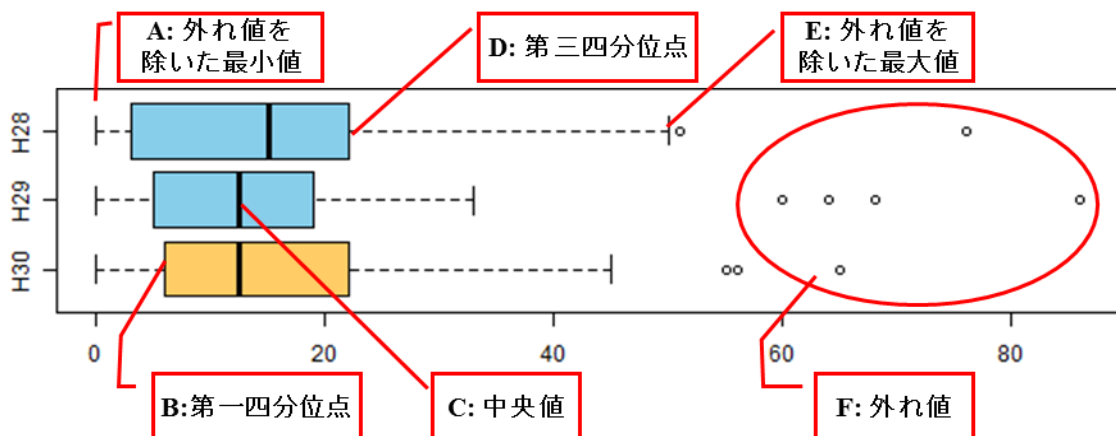 A: 外れ値を
除いた最小値
D: 第三四分位点
E: 外れ値を
除いた最大値
H28
H29
H30
0
20
40
60
80
B:第一四分位点
C: 中央値
F: 外れ値